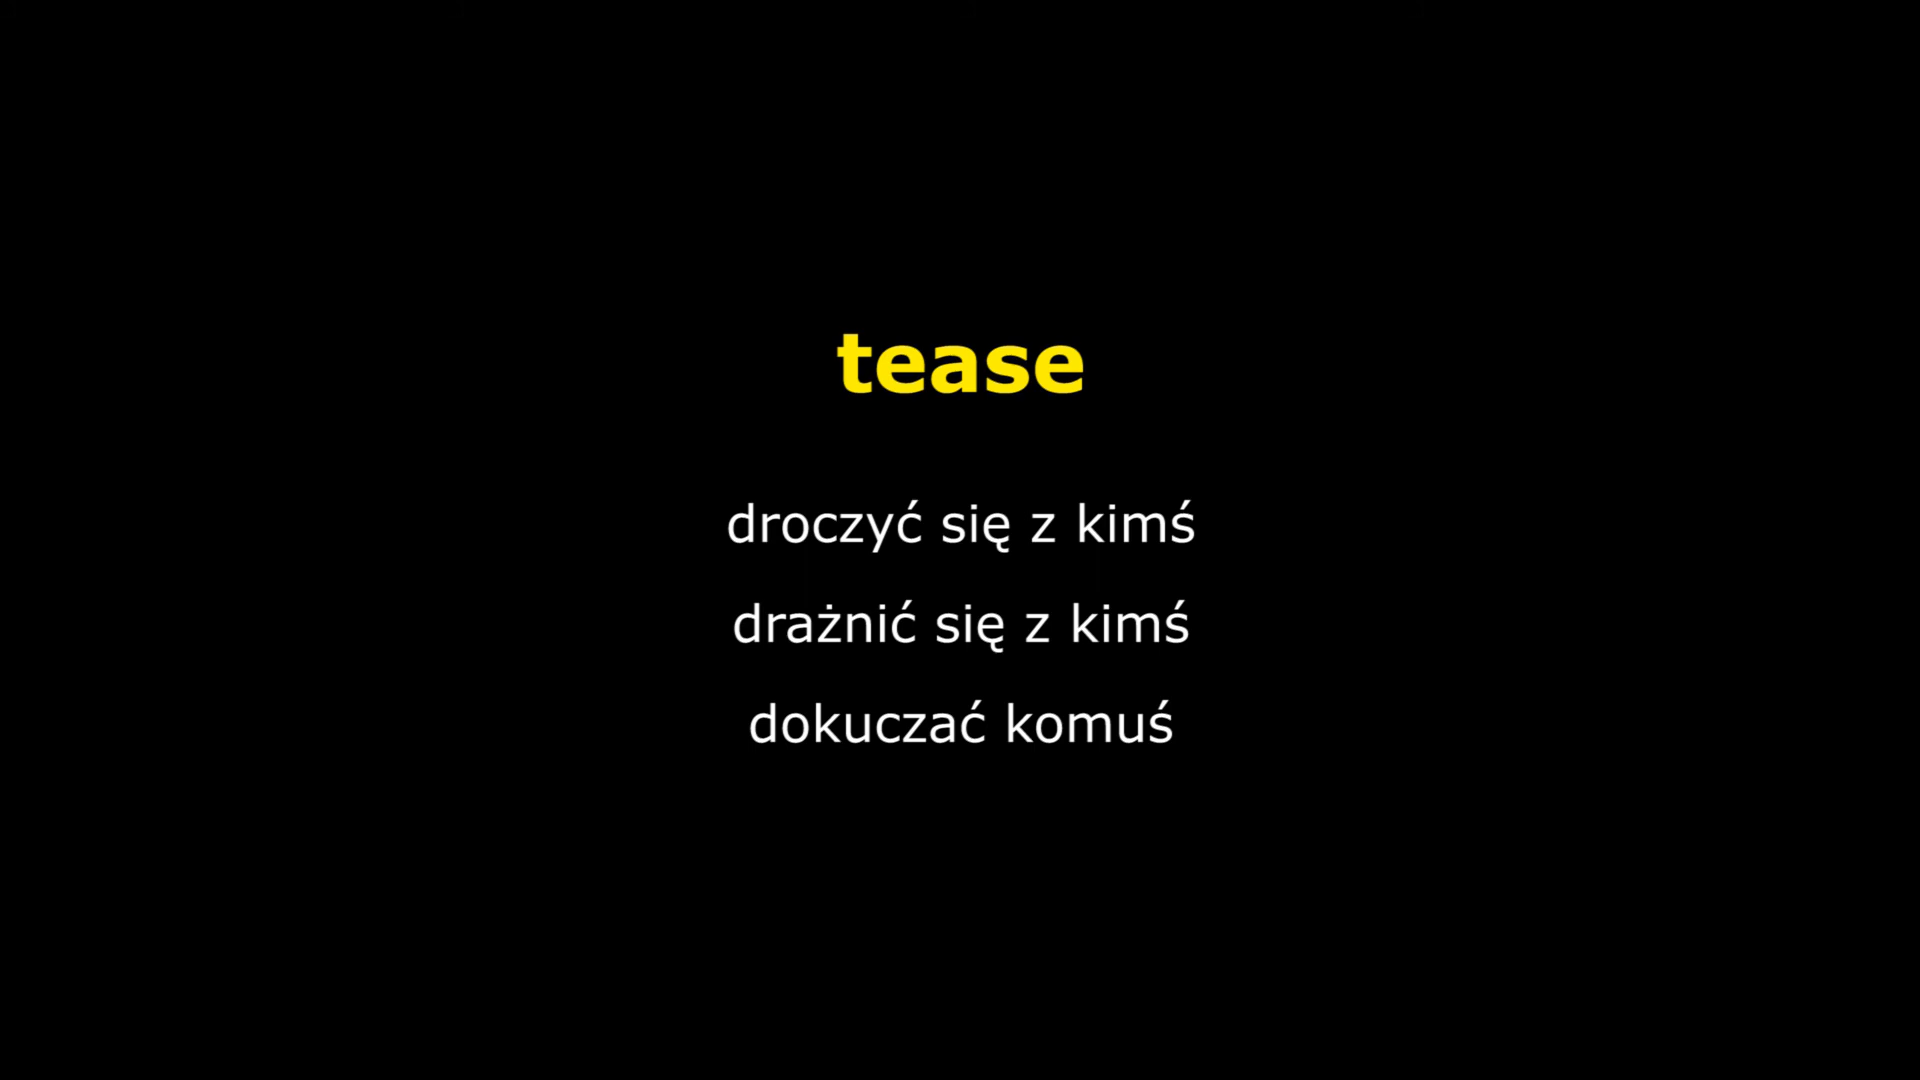 tease
droczyć się z kimś
drażnić się z kimś
dokuczać komuś